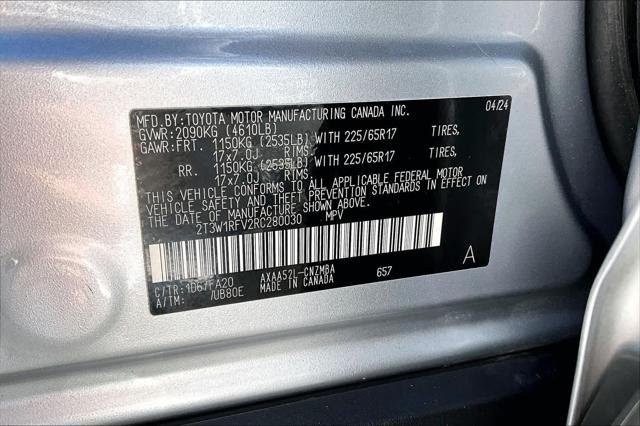 MFD. BY: TOYOTA MOTOR MANUFACTURING CANADA INC. 04/24
GVWR: 2090KG (4610LB)
GAWR: FRT. 1150KG (2535LB) WITH 225/65R17 TIRES,
17x7.0J RIMS,
RR. 1150KG (2535LB) WITH 225/65R17 TIRES,
17x7.0J RIMS.
THIS VEHICLE CONFORMS TO ALL APPLICABLE FEDERAL MOTOR
VEHICLE SAFETY AND THEFT PREVENTION STANDARDS IN EFFECT ON
THE DATE OF MANUFACTURE SHOWN ABOVE.
2T3W1RFV2RC280030 MPV
C/TR: 1D6/FA20 AXAA52L-CNZMBA 657 A
A/TM: /UB80E MADE IN CANADA